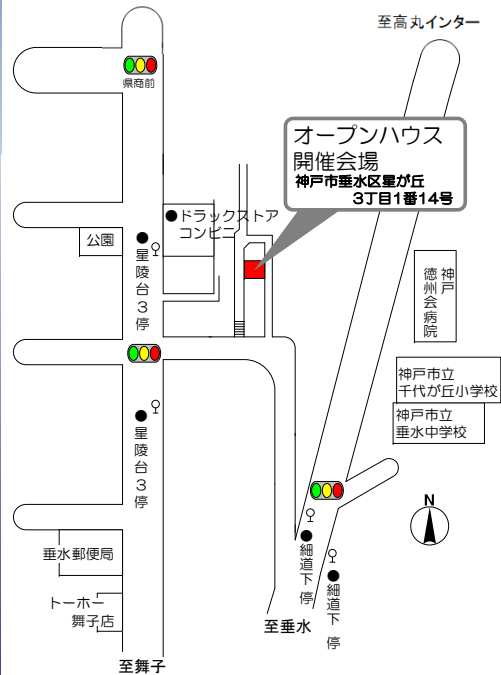 至高丸インター
県商前
オープンハウス
開催会場
神戸市垂水区星が丘
3丁目1番14号
ドラックストア
コンビニ
公園
星陵台3停
神戸
徳州会病院
神戸市立
千代が丘小学校
神戸市立
垂水中学校
星陵台3停
N
垂水郵便局
細道下停
細道下停
トーホー
舞子店
至垂水
至舞子